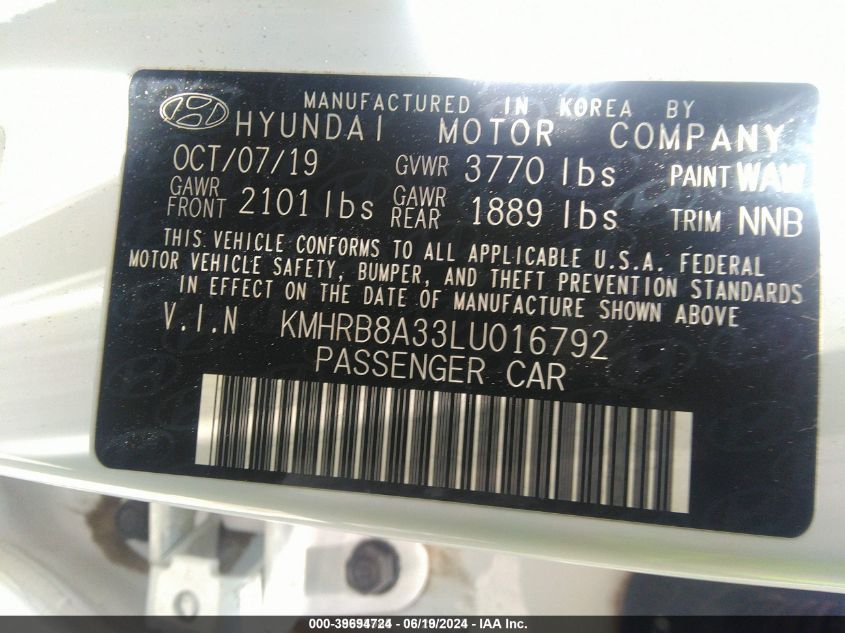 MANUFACTURED IN KOREA BY
HYUNDAI MOTOR COMPANY
OCT/07/19 GVWR 3770 lbs PAINT WAW
GAWR FRONT 2101 lbs GAWR REAR 1889 lbs TRIM NNB
THIS VEHICLE CONFORMS TO ALL APPLICABLE U.S.A. FEDERAL
MOTOR VEHICLE SAFETY, BUMPER, AND THEFT PREVENTION STANDARDS
IN EFFECT ON THE DATE OF MANUFACTURE SHOWN ABOVE
V.I.N KMHRB8A33LU016792
PASSENGER CAR
000-39694724 - 06/19/2024 - IAA Inc.